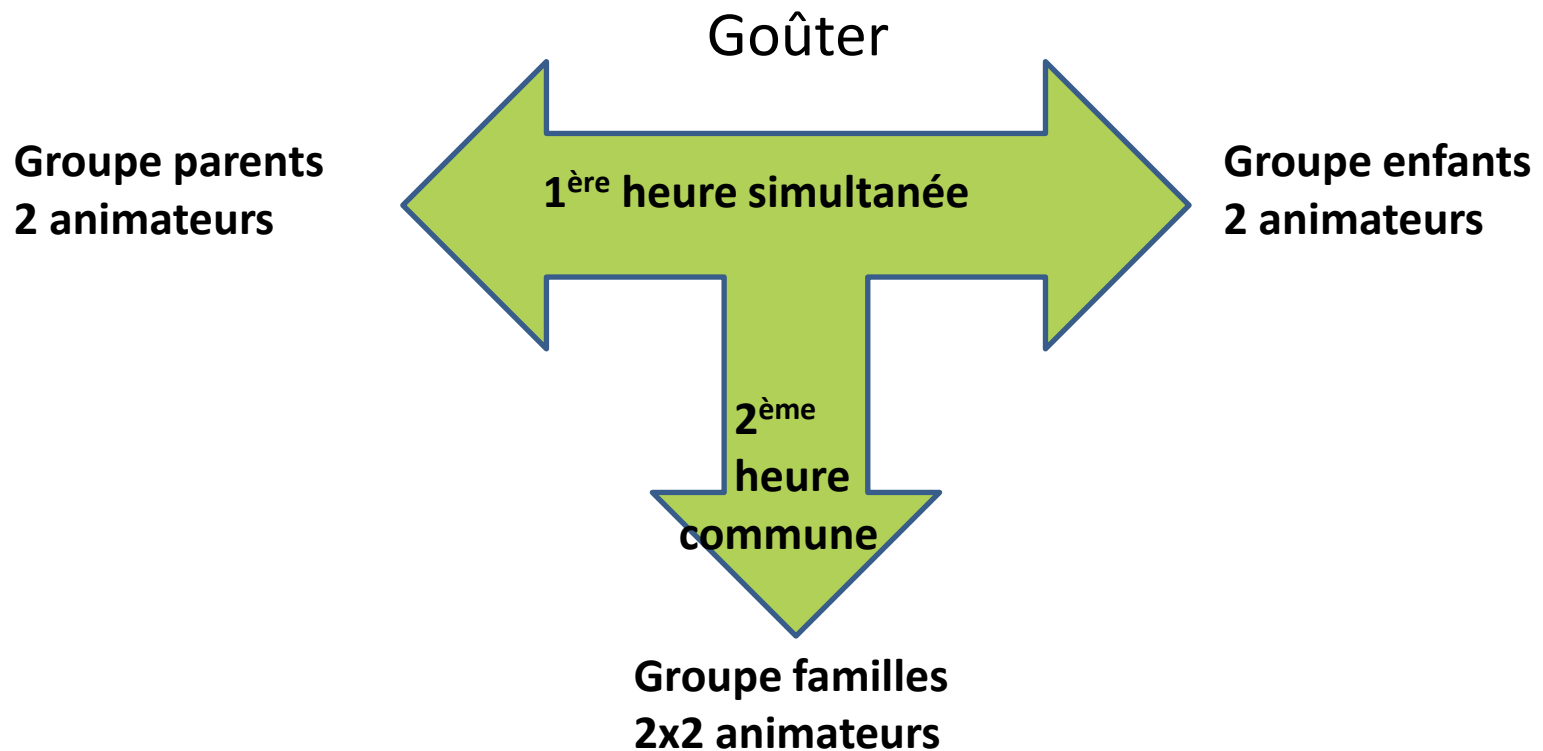 Goûter
Groupe parents
2 animateurs
1ère heure simultanée
Groupe enfants
2 animateurs
2ème
heure
commune
Groupe familles
2x2 animateurs